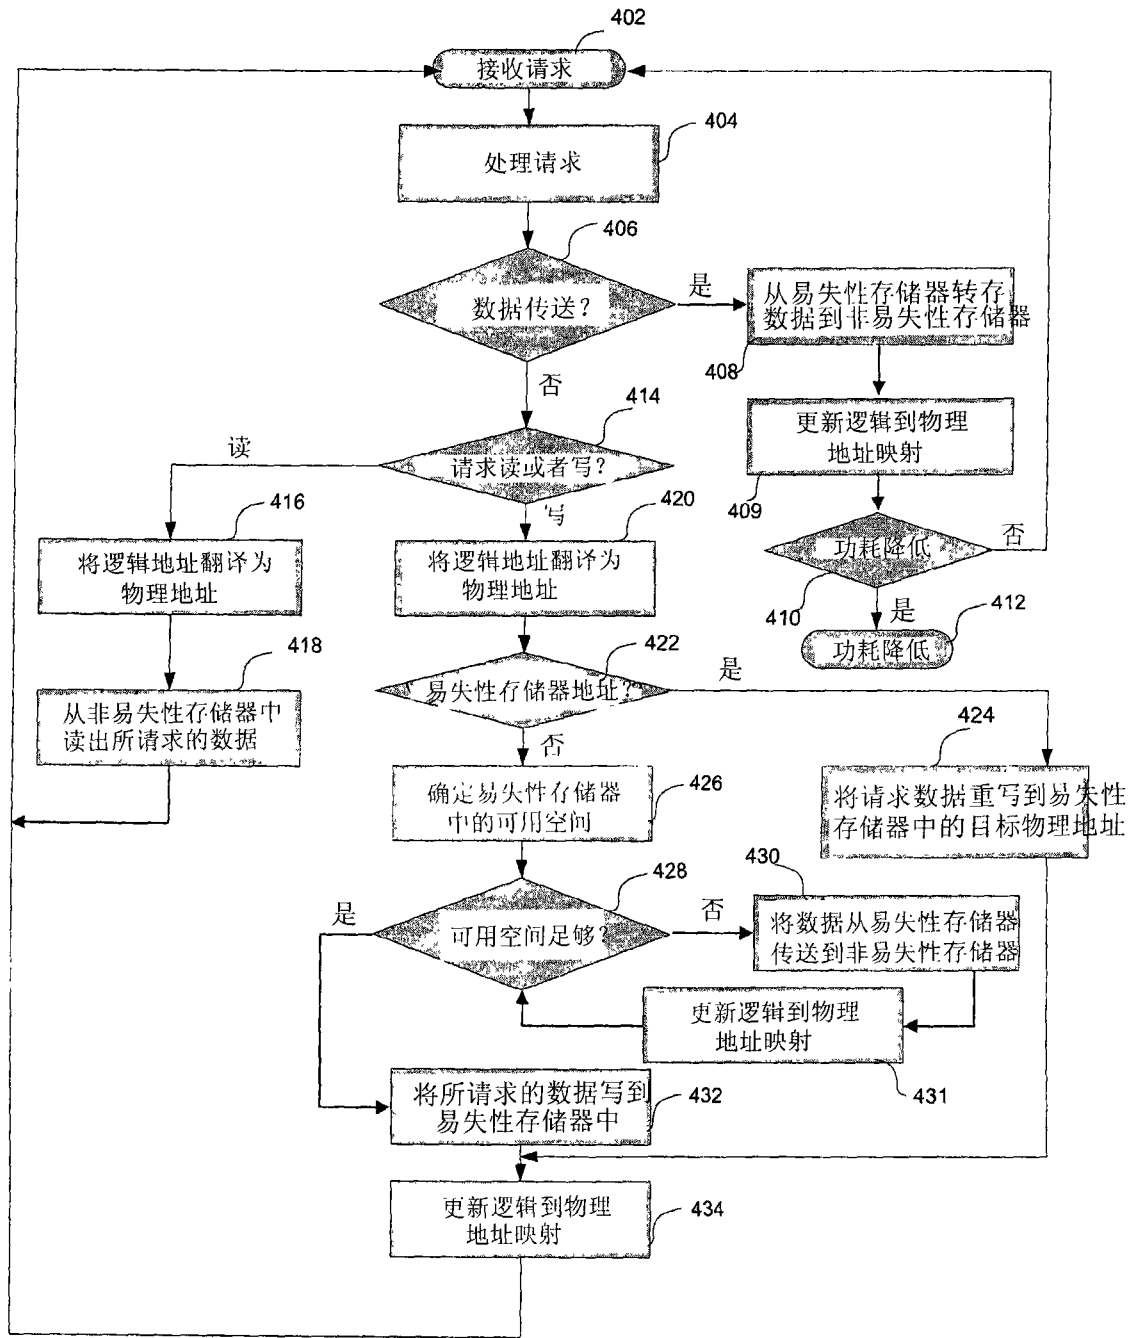 402
接收请求
404
处理请求
406
数据传送?
是
从易失性存储器转存
数据到非易失性存储器
408
否
414
更新逻辑到物理
地址映射
409
读
请求读或者写?
写
416
420
将逻辑地址翻译为
物理地址
将逻辑地址翻译为
物理地址
功耗降低
否
410
是
412
功耗降低
418
422
从非易失性存储器中
读出所请求的数据
易失性存储器地址?
是
否
424
确定易失性存储器
中的可用空间
426
将请求数据重写到易失性
存储器中的目标物理地址
428
430
是
可用空间足够?
否
将数据从易失性存储器
传送到非易失性存储器
更新逻辑到物理
地址映射
431
将所请求的数据写到
易失性存储器中
432
更新逻辑到物理
地址映射
434